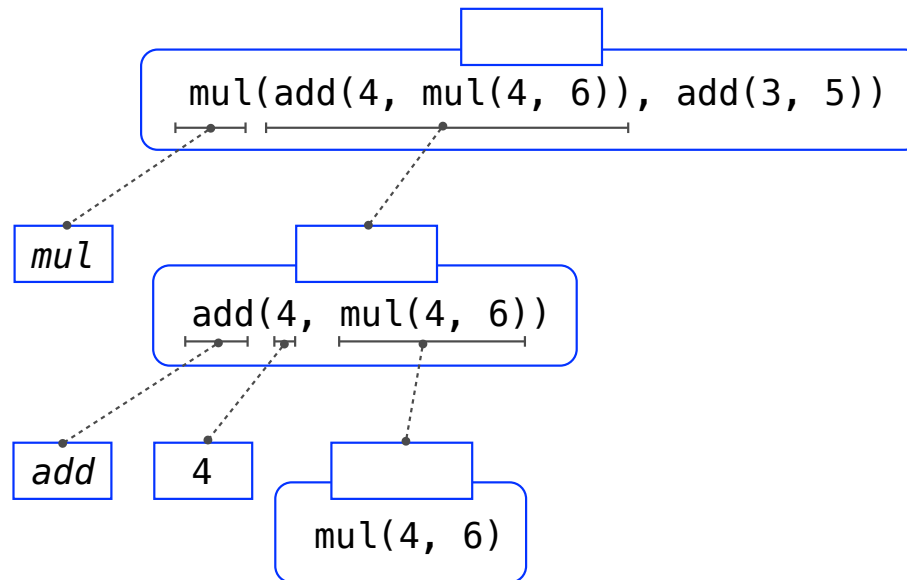 mul(add(4, mul(4, 6)), add(3, 5))
mul
add(4, mul(4, 6))
add
4
mul(4, 6)